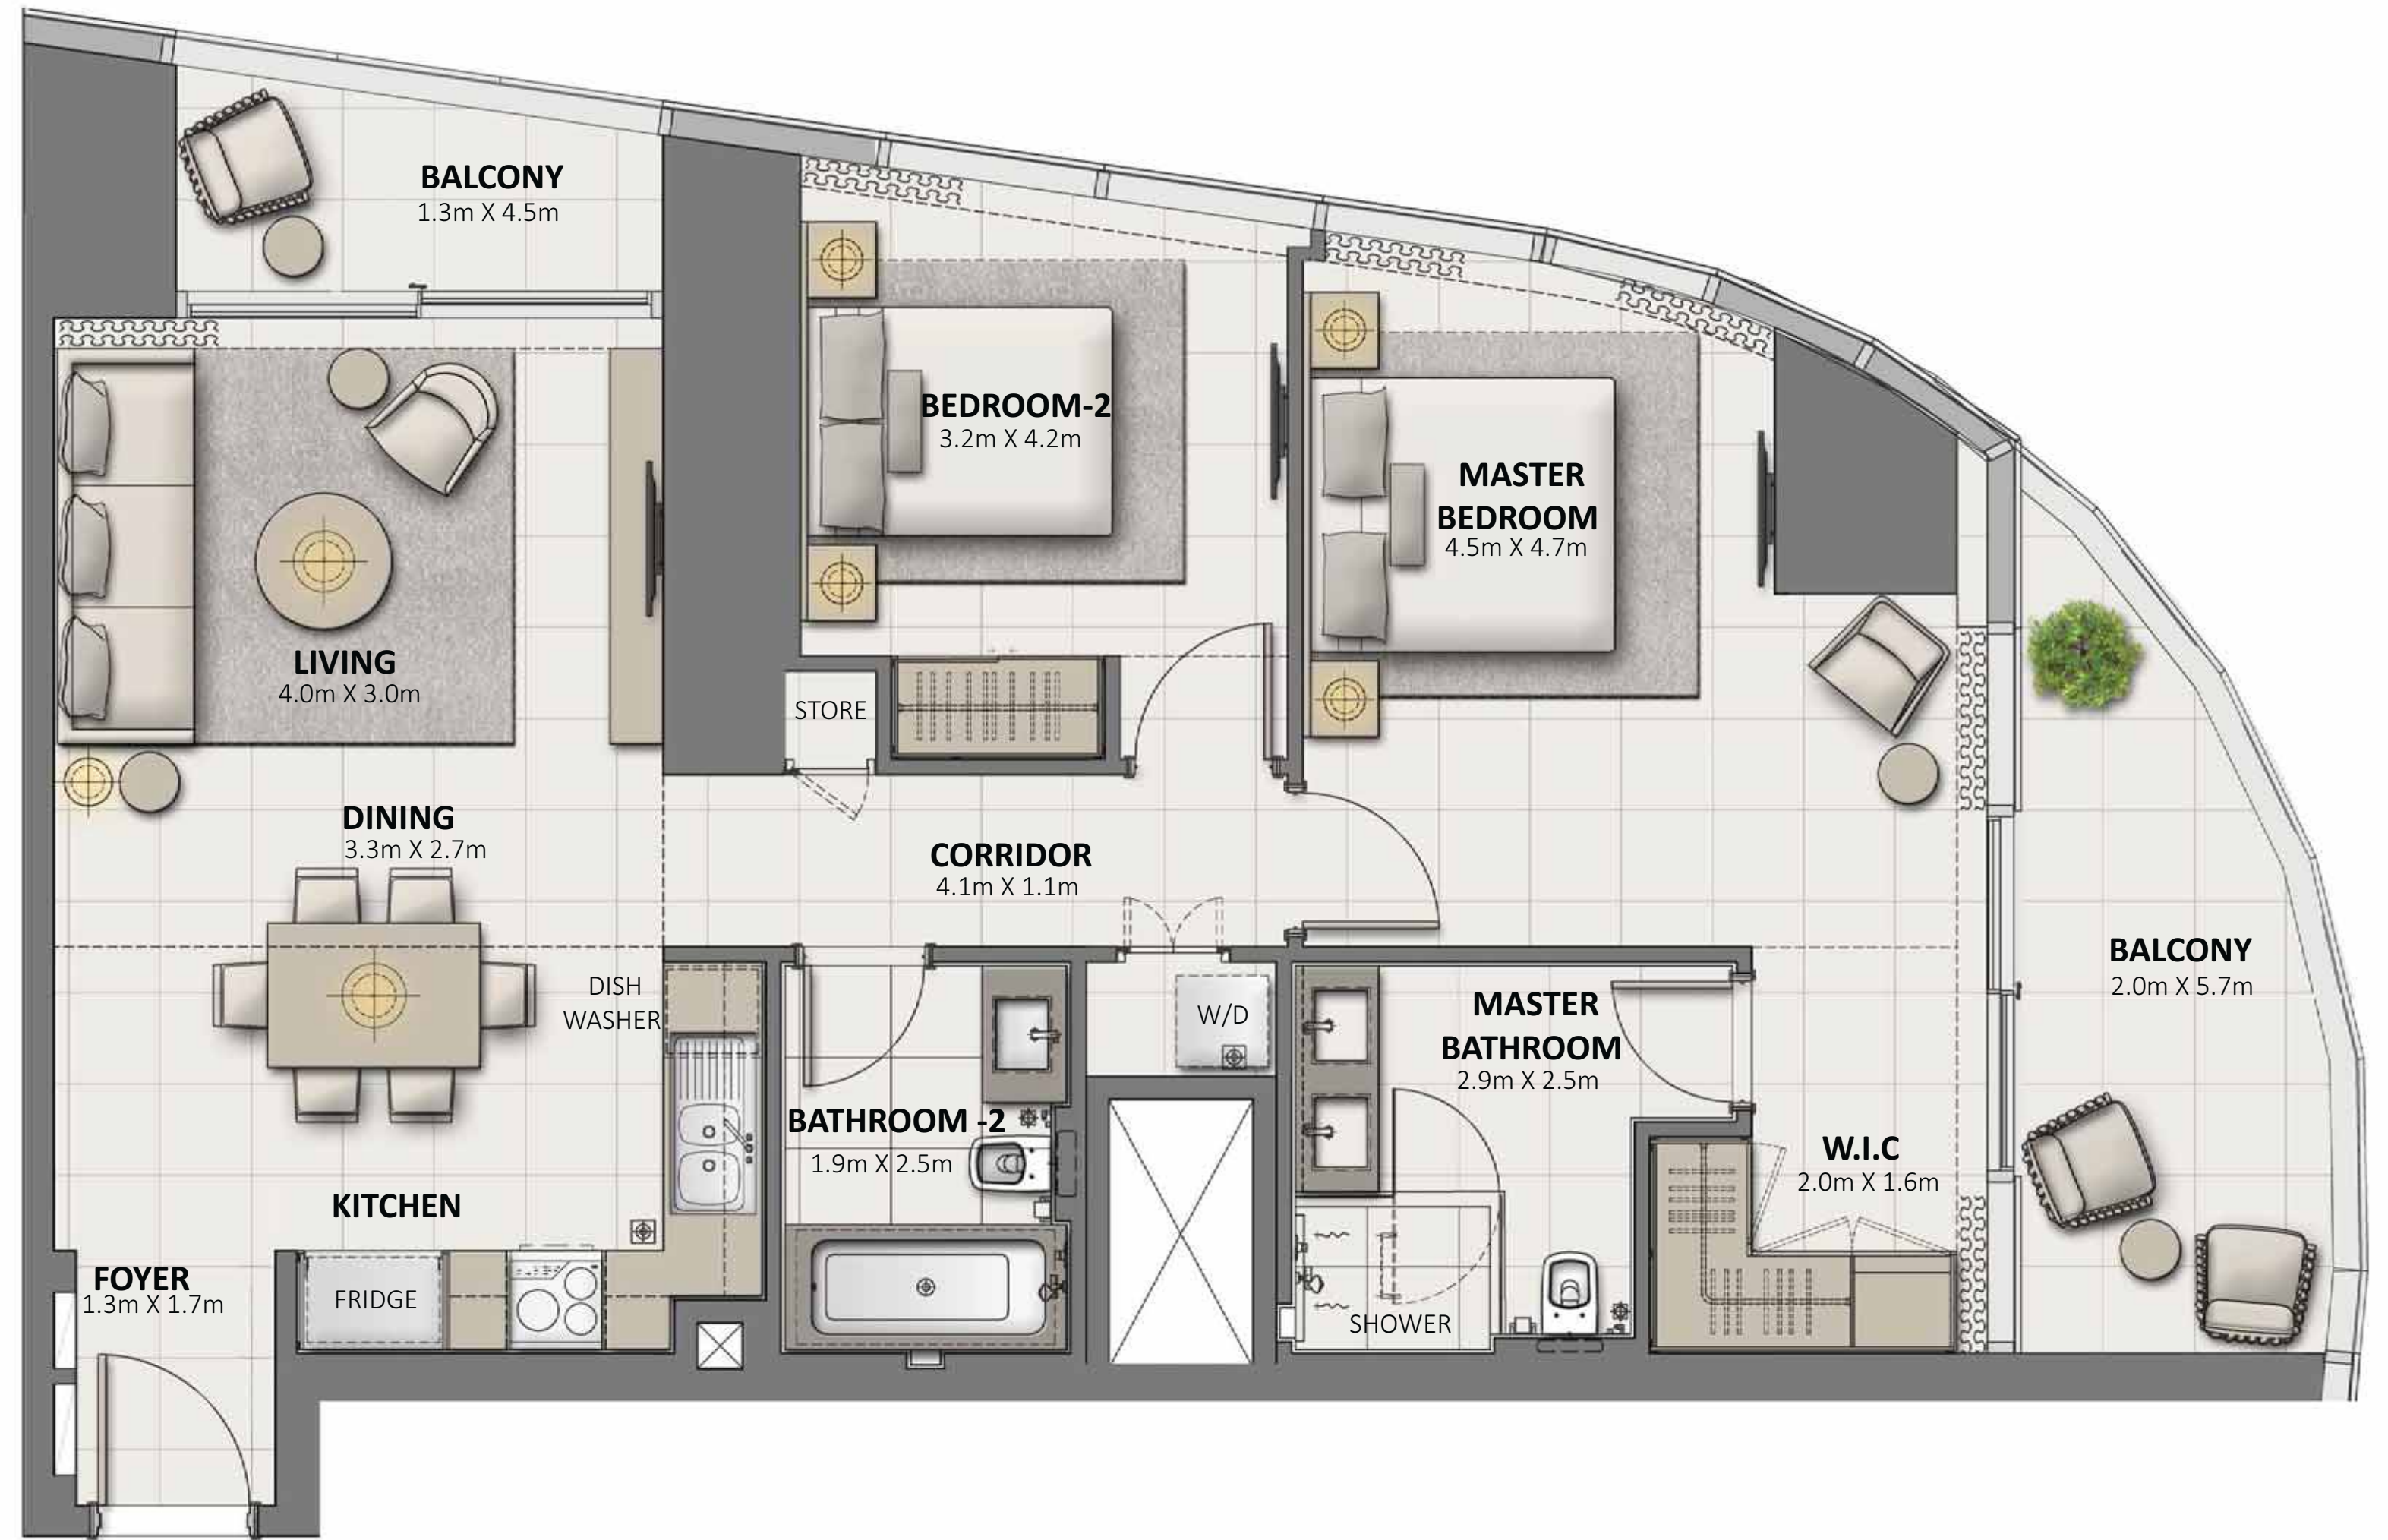 BALCONY
1.3m X 4.5m
BEDROOM-2
3.2m X 4.2m
MASTER
BEDROOM
4.5m X 4.7m
LIVING
4.0m X 3.0m
STORE
DINING
3.3m X 2.7m
CORRIDOR
4.1m X 1.1m
BALCONY
2.0m X 5.7m
DISH
WASHER
W/D
MASTER
BATHROOM
2.9m X 2.5m
BATHROOM -2
1.9m X 2.5m
W.I.C
2.0m X 1.6m
KITCHEN
FOYER
1.3m X 1.7m
FRIDGE
SHOWER